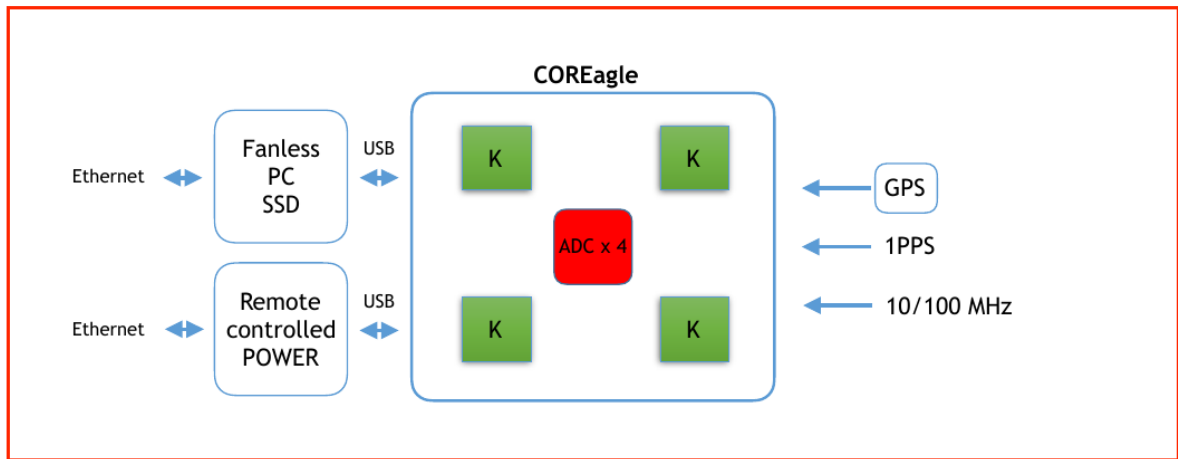 COREagle
Ethernet
Fanless
PC
SSD
USB
K
K
GPS
ADC x 4
1PPS
Ethernet
Remote
controlled
POWER
USB
K
K
10/100 MHz